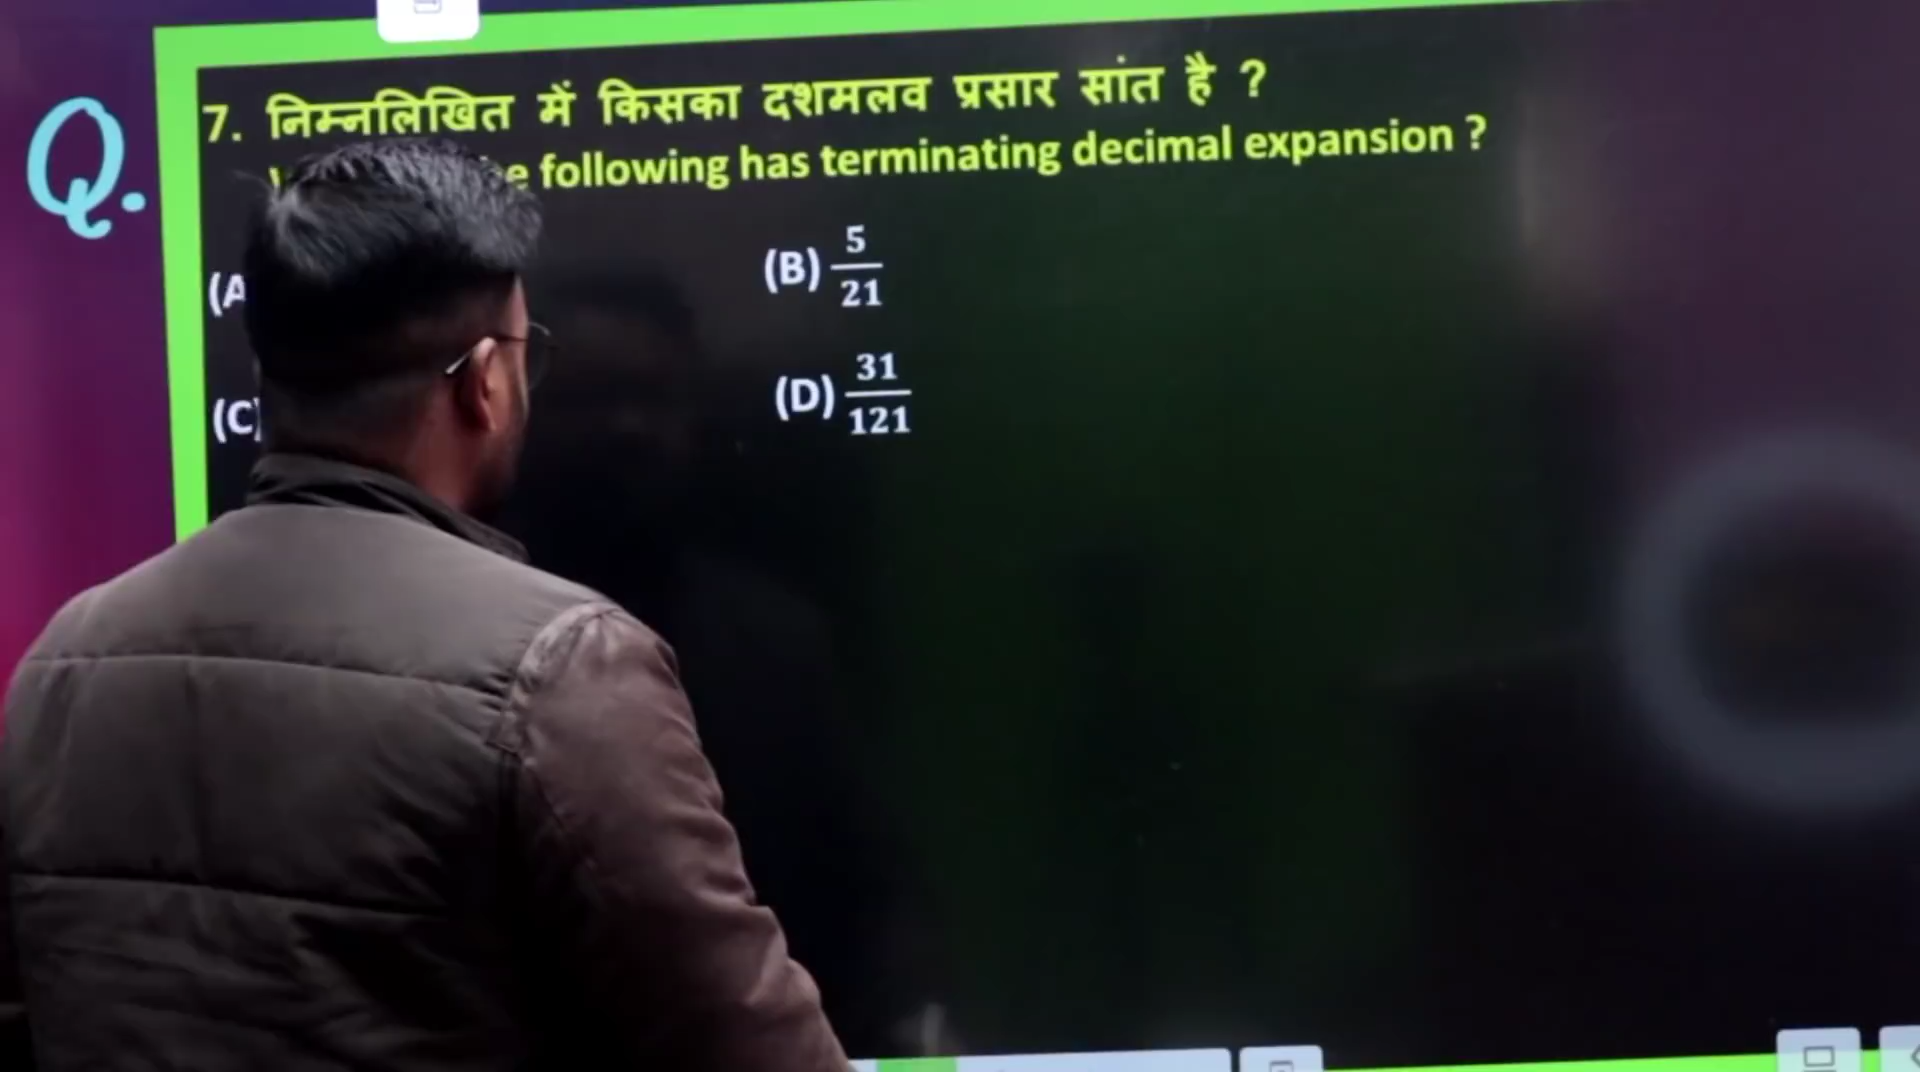 Q.
7. निम्नलिखित में किसका दशमलव प्रसार सांत है ?
following has terminating decimal expansion ?
(A
(B) 5/21
(C)
(D) 31/121